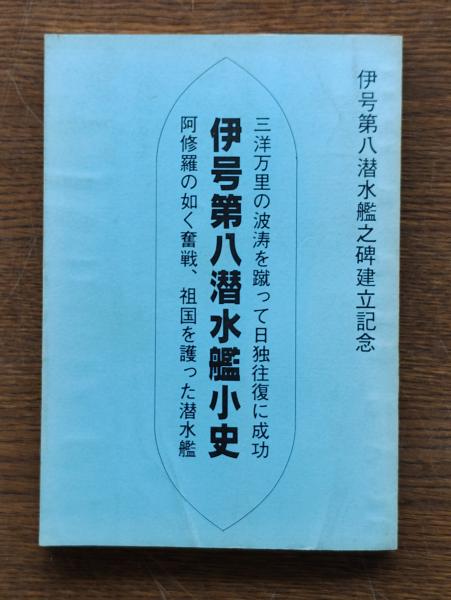 伊号第八潜水艦之碑建立記念
三洋万里の波涛を蹴って日独往復に成功
伊号第八潜水艦小史
阿修羅の如く奮戦、祖国を護った潜水艦